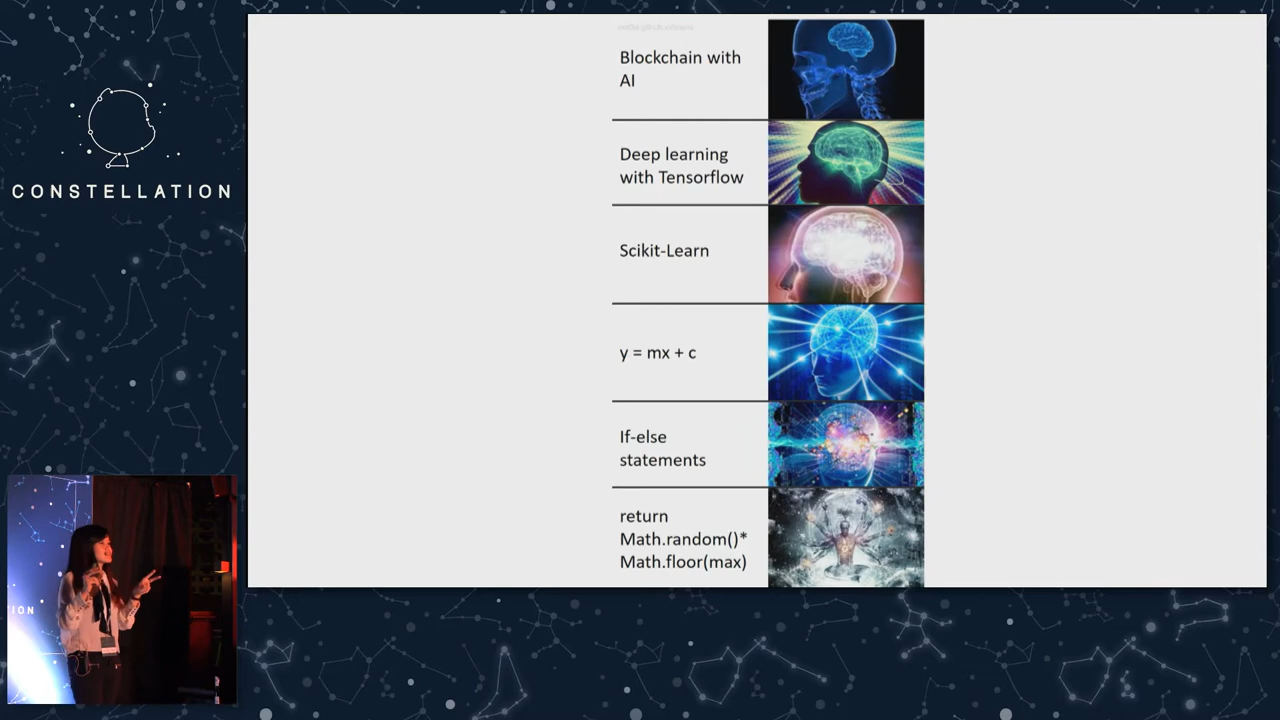 CONSTELLATION
Blockchain with
AI
Deep learning
with Tensorflow
Scikit-Learn
y = mx + c
If-else
statements
return
Math.random()*
Math.floor(max)
ION